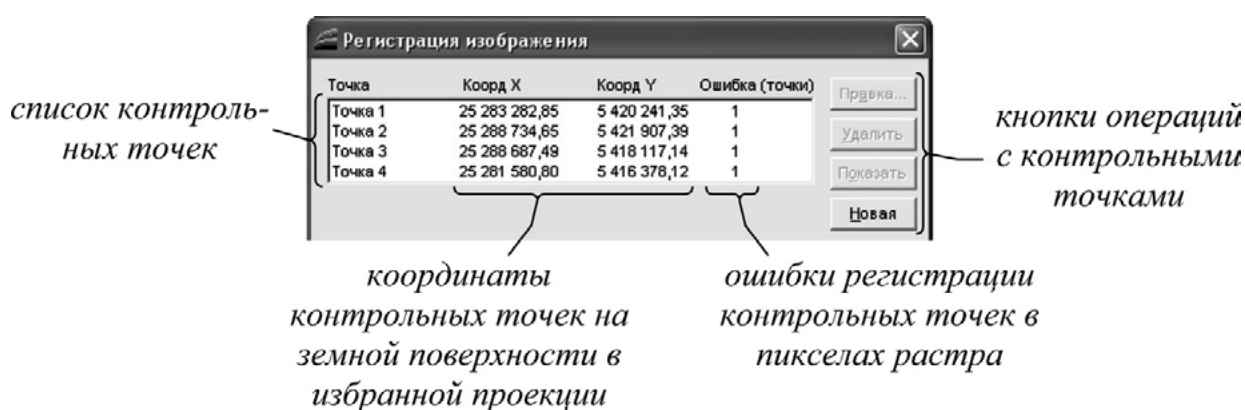 Регистрация изображения
Точка Коорд X Коорд Y Ошибка (точки)
Точка 1 25 283 282,85 5 420 241,35 1
Точка 2 25 288 734,65 5 421 907,39 1
Точка 3 25 288 687,49 5 418 117,14 1
Точка 4 25 281 580,80 5 416 378,12 1
Правка...
Удалить
Показать
Новая
список контроль-
ных точек
кнопки операций
с контрольными
точками
координаты
контрольных точек на
земной поверхности в
избранной проекции
ошибки регистрации
контрольных точек в
пикселах растра